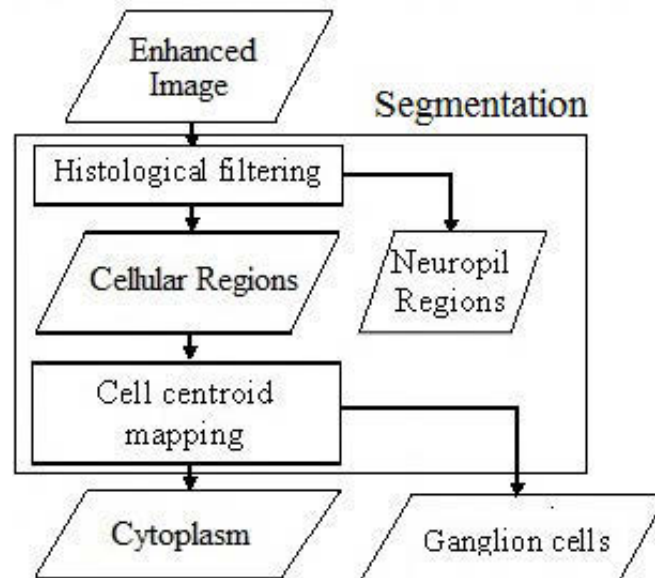 Enhanced
Image
Segmentation
Histological filtering
Cellular Regions
Neuropil
Regions
Cell centroid
mapping
Cytoplasm
Ganglion cells